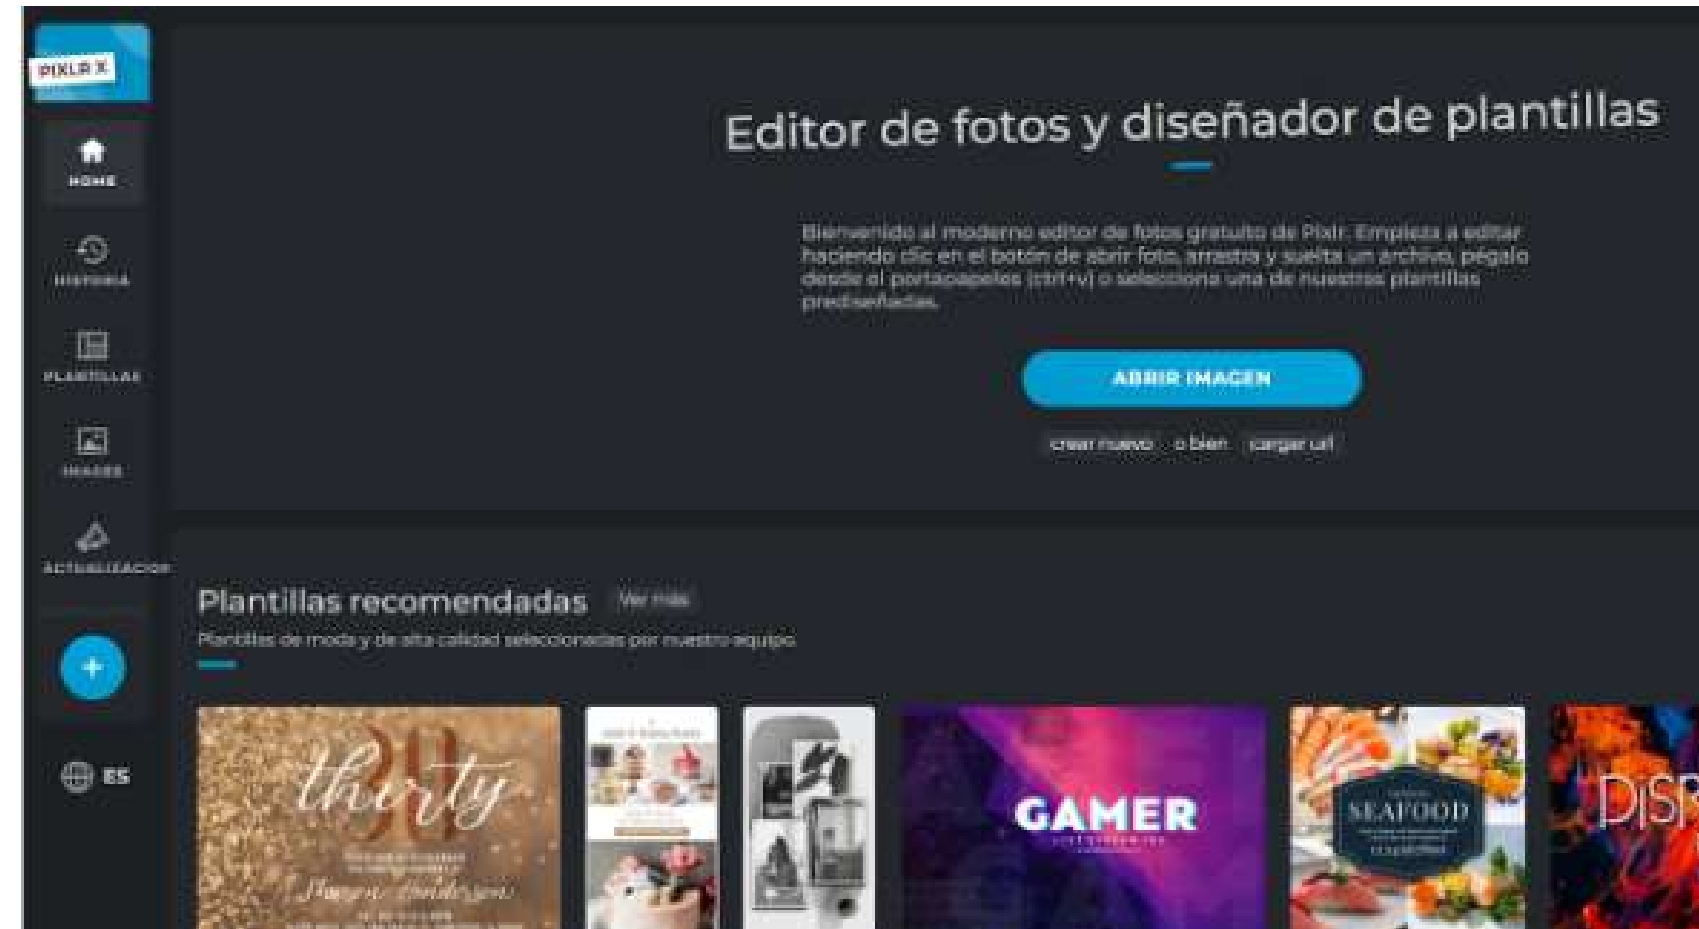 PIXLR X
HOME
HISTORIA
PLANTILLAS
IMAGES
ACTUALIZACION
ES
Editor de fotos y diseñador de plantillas
Bienvenido al moderno editor de fotos gratuito de Pixlr. Empieza a editar
haciendo clic en el botón de abrir foto, arrastra y suelta un archivo, pégalo
desde el portapapeles (ctrl+v) o selecciona una de nuestras plantillas
prediseñadas.
ABRIR IMAGEN
crear nuevo o bien cargar url
Plantillas recomendadas Ver más
Plantillas de moda y de alta calidad seleccionadas por nuestro equipo.
30
thirty
GAMER
SEAFOOD
DISP